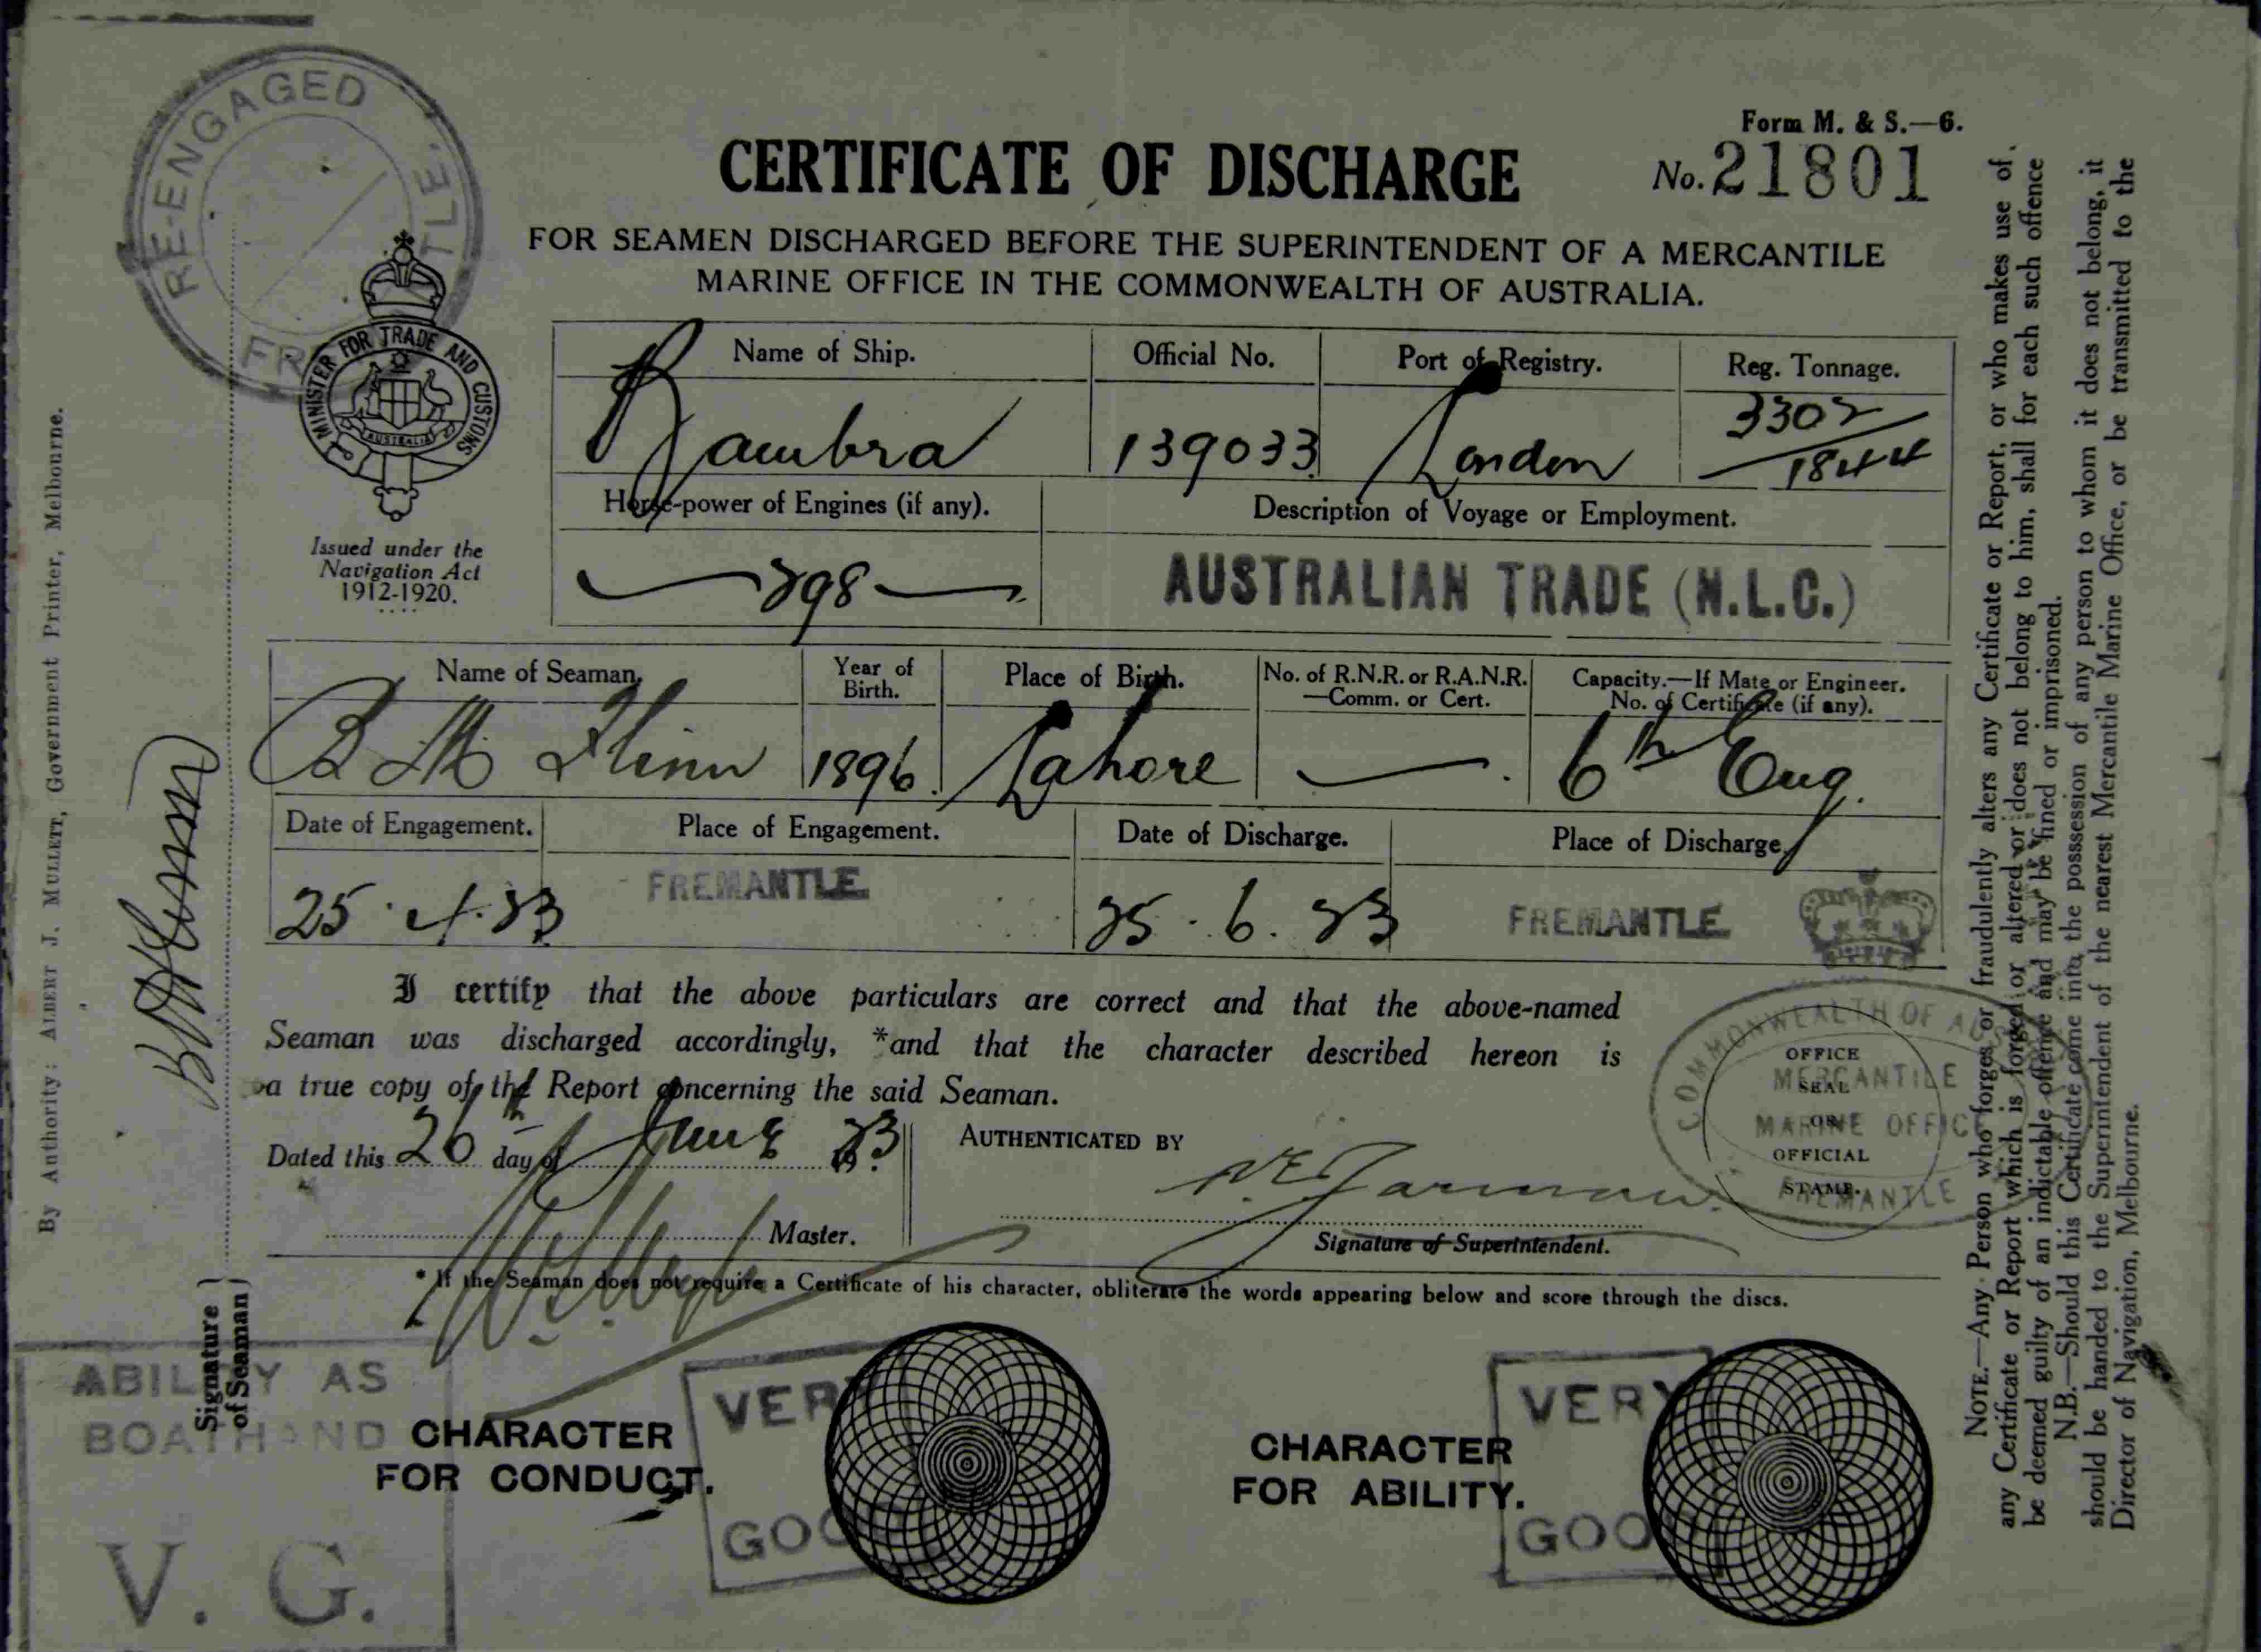 Form M. & S.—6.
CERTIFICATE OF DISCHARGE
No. 21801
FOR SEAMEN DISCHARGED BEFORE THE SUPERINTENDENT OF A MERCANTILE
MARINE OFFICE IN THE COMMONWEALTH OF AUSTRALIA.
RE-ENGAGED
MINISTER FOR TRADE AND CUSTOMS
AUSTRALIA
Issued under the
Navigation Act
1912-1920.
Name of Ship. Official No. Port of Registry. Reg. Tonnage.
Bambra 139033 London 3302
1844
Horse-power of Engines (if any). Description of Voyage or Employment.
398 AUSTRALIAN TRADE (N.L.C.)
Name of Seaman. Year of Birth. Place of Birth. No. of R.N.R. or R.A.N.R. —Comm. or Cert. Capacity.—If Mate or Engineer. No. of Certificate (if any).
B M Flinn 1896. Lahore — 6th Eng.
Date of Engagement. Place of Engagement. Date of Discharge. Place of Discharge.
25.4.23 FREMANTLE 25.6.23 FREMANTLE
I certify that the above particulars are correct and that the above-named
Seaman was discharged accordingly, *and that the character described hereon is
a true copy of the Report concerning the said Seaman.
Dated this 26th day of June 23
AUTHENTICATED BY
Master.
Signature of Superintendent.
COMMONWEALTH OF
MERCANTILE
MARINE OFFICE
FREMANTLE
OFFICE
SEAL
OR
OFFICIAL
STAMP.
* If the Seaman does not require a Certificate of his character, obliterate the words appearing below and score through the discs.
CHARACTER
FOR CONDUCT.
VERY
GOOD
CHARACTER
FOR ABILITY.
VERY
GOOD
ABILITY AS
BOATHAND
V. G.
Signature
of Seaman
By Authority: ALBERT J. MULLETT, Government Printer, Melbourne.
NOTE.—Any Person who forges or fraudulently alters any Certificate or Report, or who makes use of
any Certificate or Report which is forged or altered or does not belong to him, shall for each such offence
be deemed guilty of an indictable offence and may be fined or imprisoned.
N.B.—Should this Certificate come into the possession of any person to whom it does not belong, it
should be handed to the Superintendent of the nearest Mercantile Marine Office, or be transmitted to the
Director of Navigation, Melbourne.